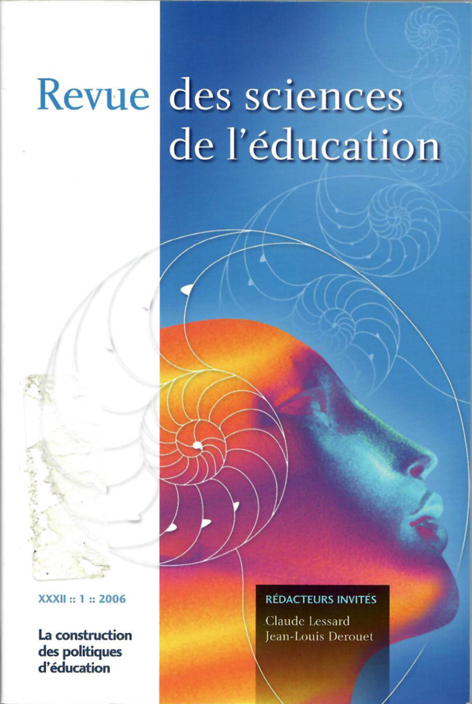 Revue des sciences
de l'éducation
XXXII :: 1 :: 2006
La construction
des politiques
d'éducation
RÉDACTEURS INVITÉS
Claude Lessard
Jean-Louis Derouet